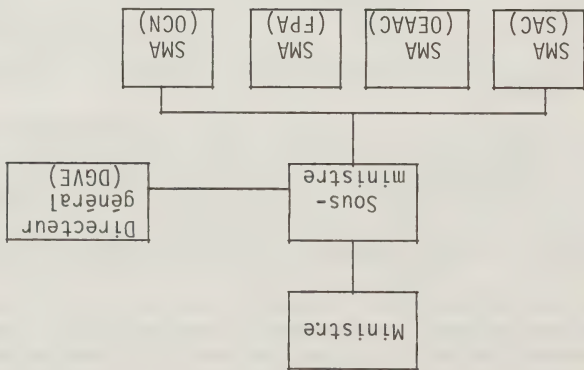 Ministre
Sous-
ministre
Directeur
général
(DGVE)
SMA
(SAC)
SMA
(OEAAC)
SMA
(FPA)
SMA
(OCN)